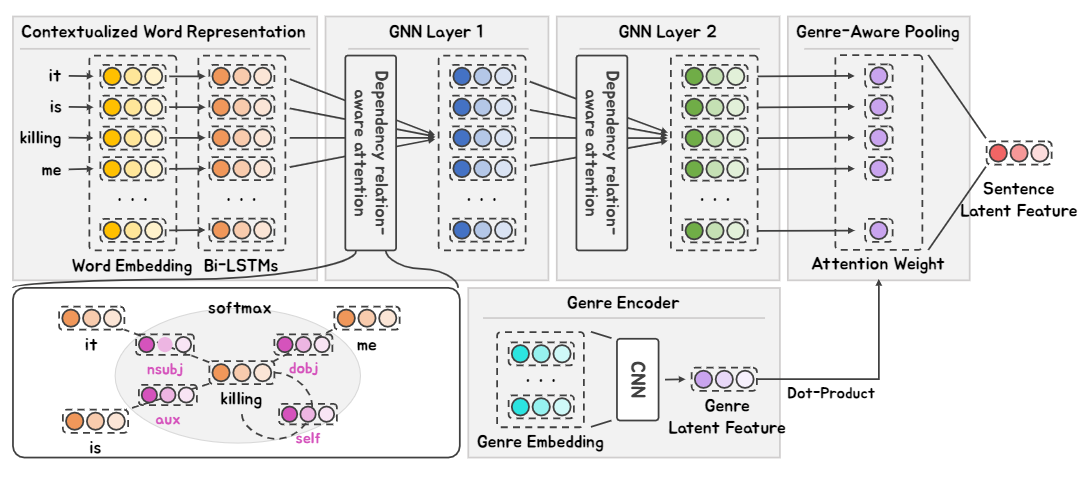 Contextualized Word Representation
GNN Layer 1
GNN Layer 2
Genre-Aware Pooling
it
is
killing
me
. . .
. . .
. . .
. . .
Word Embedding
Bi-LSTMs
Dependency relation-
aware attention
Dependency relation-
aware attention
Attention Weight
Sentence
Latent Feature
softmax
it
nsubj
dobj
me
killing
aux
self
is
Genre Encoder
. . .
Genre Embedding
CNN
Genre
Latent Feature
Dot-Product